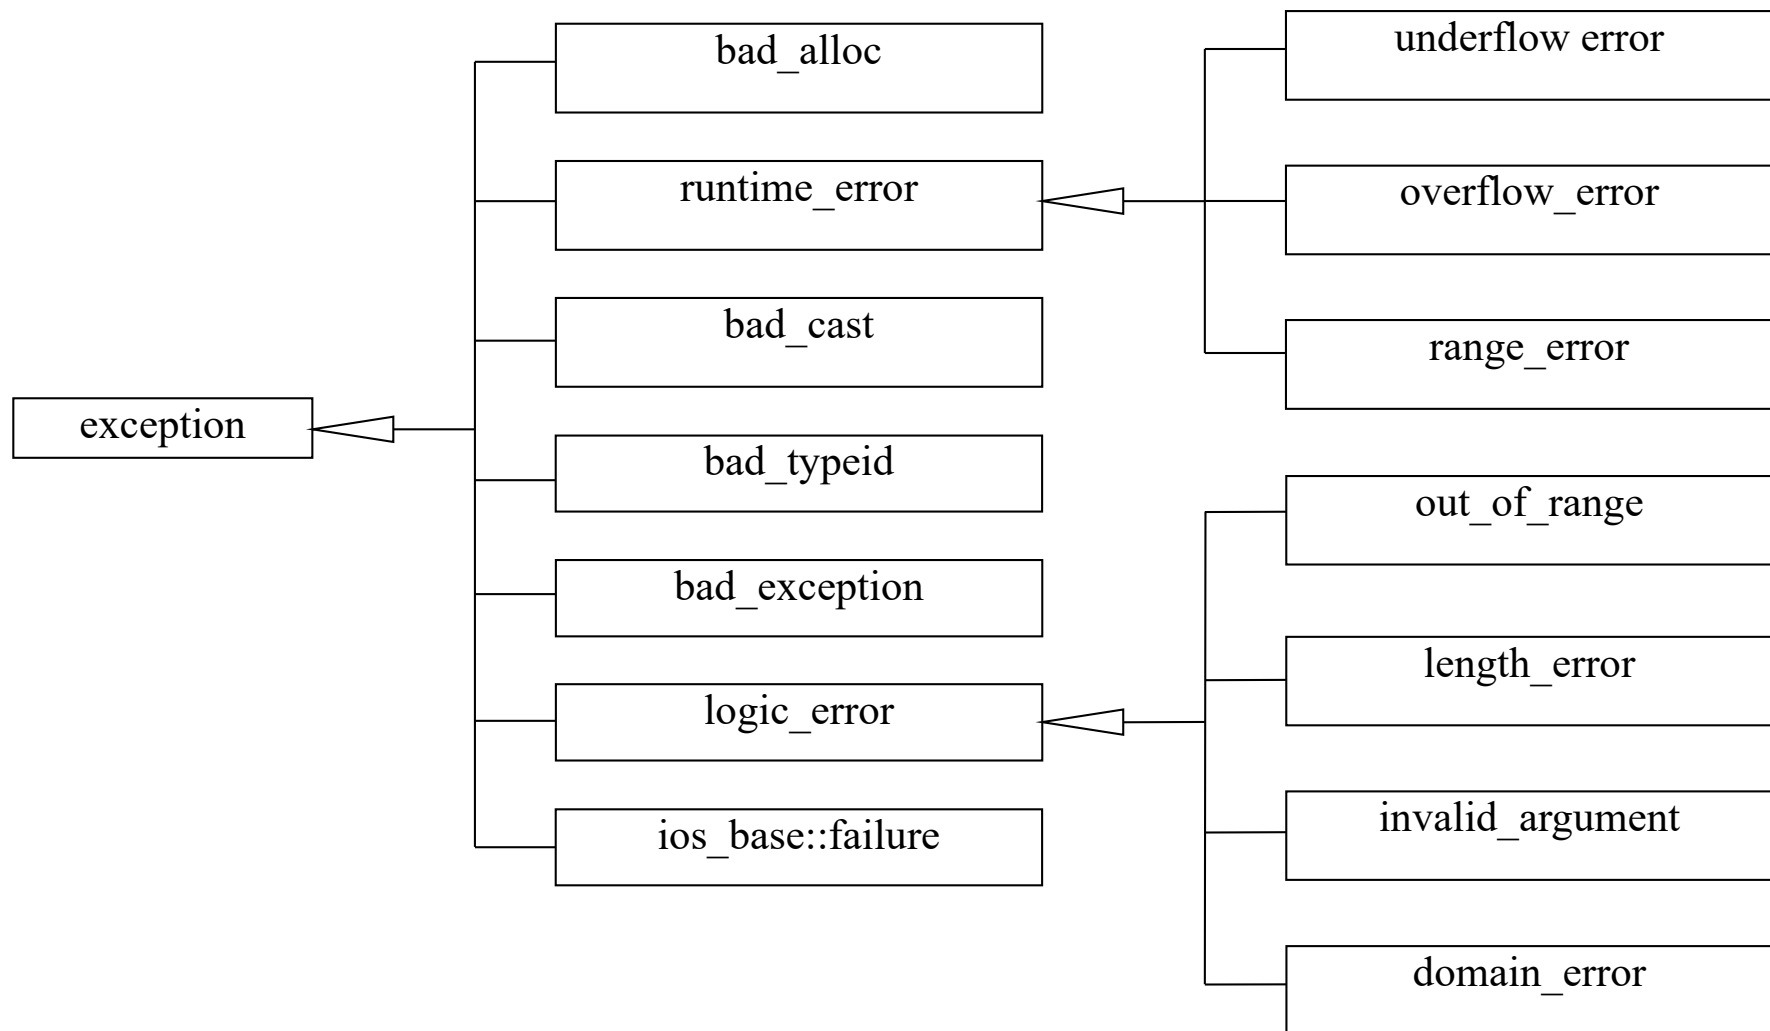 exception
bad_alloc
runtime_error
bad_cast
bad_typeid
bad_exception
logic_error
ios_base::failure
underflow error
overflow_error
range_error
out_of_range
length_error
invalid_argument
domain_error